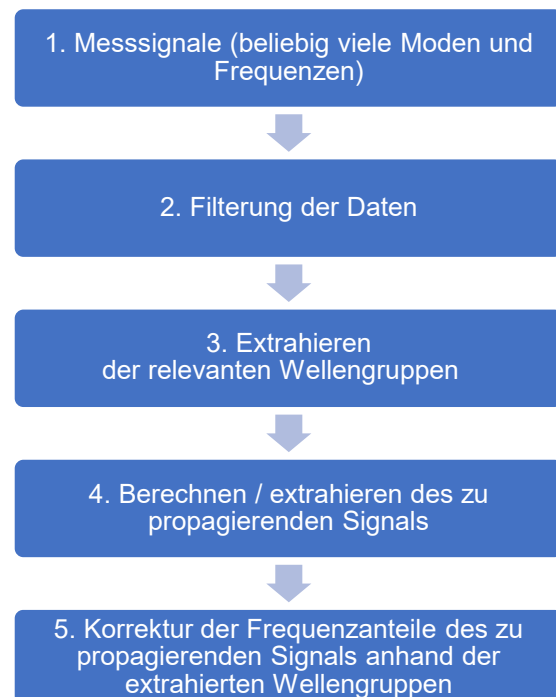 1. Messsignale (beliebig viele Moden und
Frequenzen)
2. Filterung der Daten
3. Extrahieren
der relevanten Wellengruppen
4. Berechnen / extrahieren des zu
propagierenden Signals
5. Korrektur der Frequenzanteile des zu
propagierenden Signals anhand der
extrahierten Wellengruppen